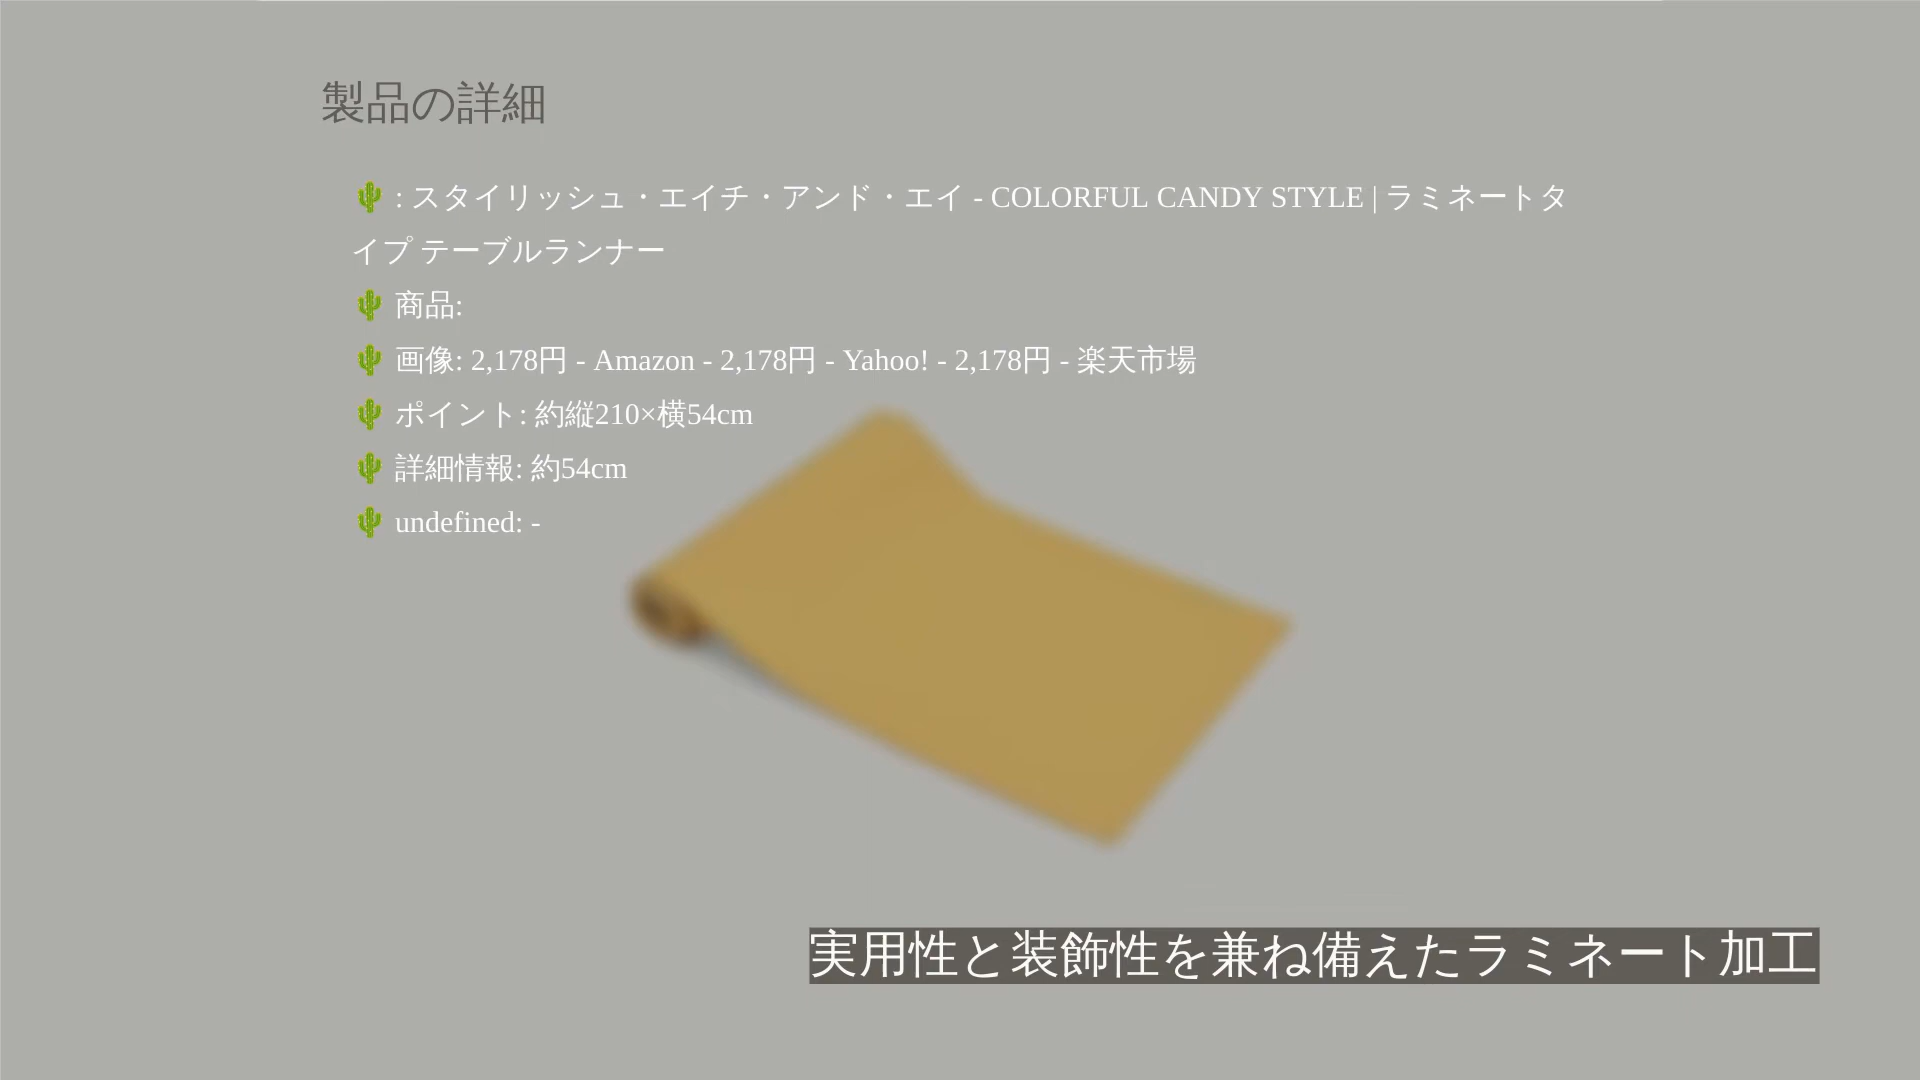 製品の詳細
🌵 : スタイリッシュ・エイチ・アンド・エイ - COLORFUL CANDY STYLE | ラミネートタ
イプ テーブルランナー
🌵 商品:
🌵 画像: 2,178円 - Amazon - 2,178円 - Yahoo! - 2,178円 - 楽天市場
🌵 ポイント: 約縦210×横54cm
🌵 詳細情報: 約54cm
🌵 undefined: -
実用性と装飾性を兼ね備えたラミネート加工